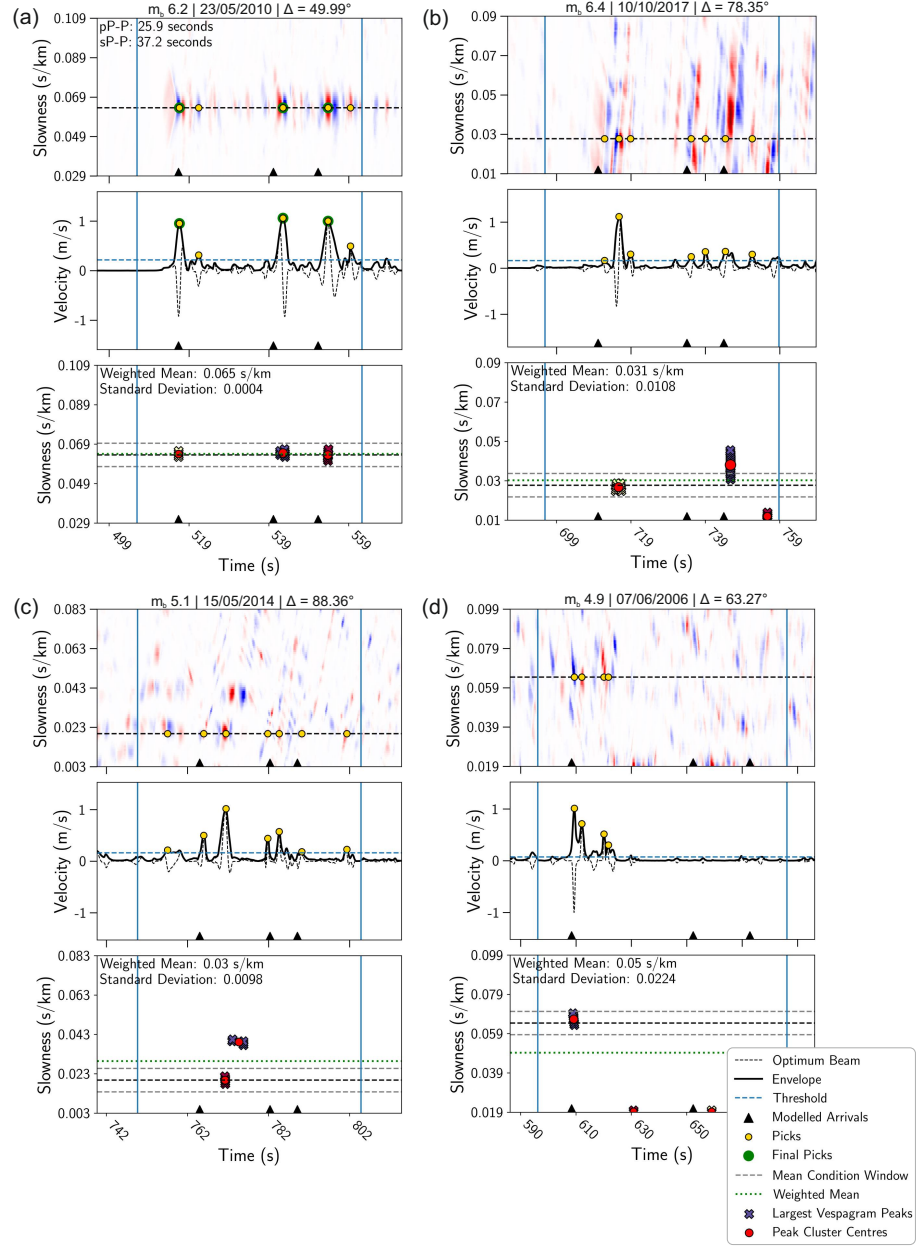 (a)
m_b 6.2 | 23/05/2010 | Δ = 49.99°
pP-P: 25.9 seconds
sP-P: 37.2 seconds
Slowness (s/km)
0.109
0.089
0.069
0.049
0.029
Velocity (m/s)
1
0
-1
Weighted Mean: 0.065 s/km
Standard Deviation: 0.0004
Slowness (s/km)
0.109
0.089
0.069
0.049
0.029
499
519
539
559
Time (s)
(b)
m_b 6.4 | 10/10/2017 | Δ = 78.35°
Slowness (s/km)
0.09
0.07
0.05
0.03
0.01
Velocity (m/s)
1
0
-1
Weighted Mean: 0.031 s/km
Standard Deviation: 0.0108
Slowness (s/km)
0.09
0.07
0.05
0.03
0.01
699
719
739
759
Time (s)
(c)
m_b 5.1 | 15/05/2014 | Δ = 88.36°
Slowness (s/km)
0.083
0.063
0.043
0.023
0.003
Velocity (m/s)
1
0
-1
Weighted Mean: 0.03 s/km
Standard Deviation: 0.0098
Slowness (s/km)
0.083
0.063
0.043
0.023
0.003
742
762
782
802
Time (s)
(d)
m_b 4.9 | 07/06/2006 | Δ = 63.27°
Slowness (s/km)
0.099
0.079
0.059
0.039
0.019
Velocity (m/s)
1
0
-1
Weighted Mean: 0.05 s/km
Standard Deviation: 0.0224
Slowness (s/km)
0.099
0.079
0.059
0.039
0.019
590
610
630
650
Time (s)
Optimum Beam
Envelope
Threshold
Modelled Arrivals
Picks
Final Picks
Mean Condition Window
Weighted Mean
Largest Vespagram Peaks
Peak Cluster Centres